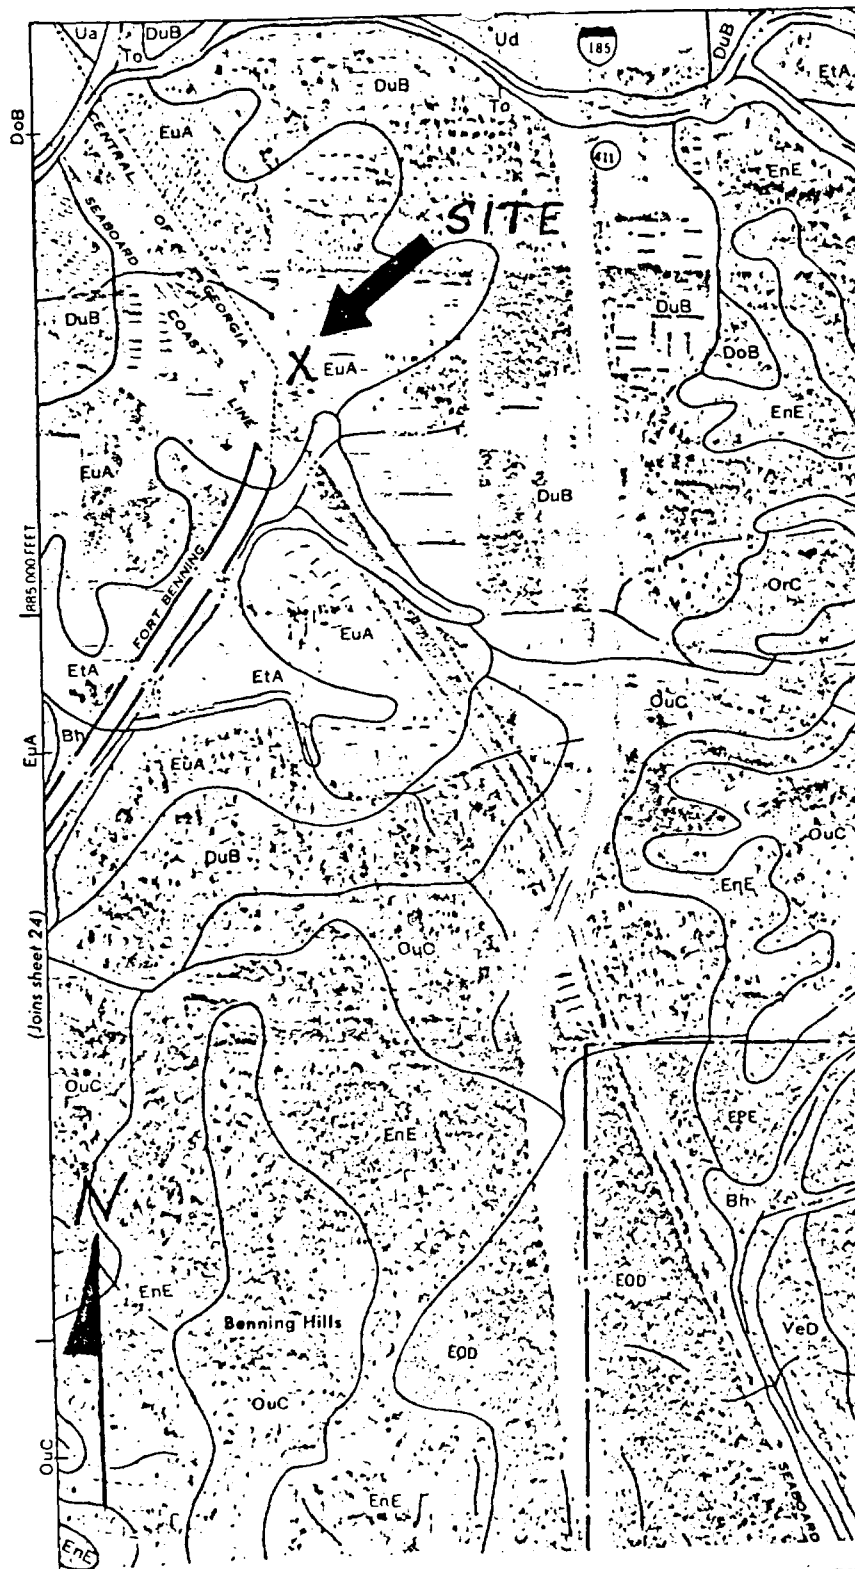 Ua
DuB
Ud
185
DuB
To
EtA
DuB
To
DoB
EuA
CENTRAL OF GEORGIA
411
EnE
SITE
SEABOARD COAST LINE
DuB
DuB
DoB
X
EuA
EnE
EuA
DuB
885 000 FEET
FORT BENNING
OrC
EuA
EtA
EtA
OuC
Bh
EuA
EuA
OuC
DuB
EnE
(Joins sheet 24)
OuC
OuC
EPE
EnE
N
Bh
EnE
EOD
Benning Hills
VeD
EOD
OuC
OuC
SEABOARD
EnE
EnE